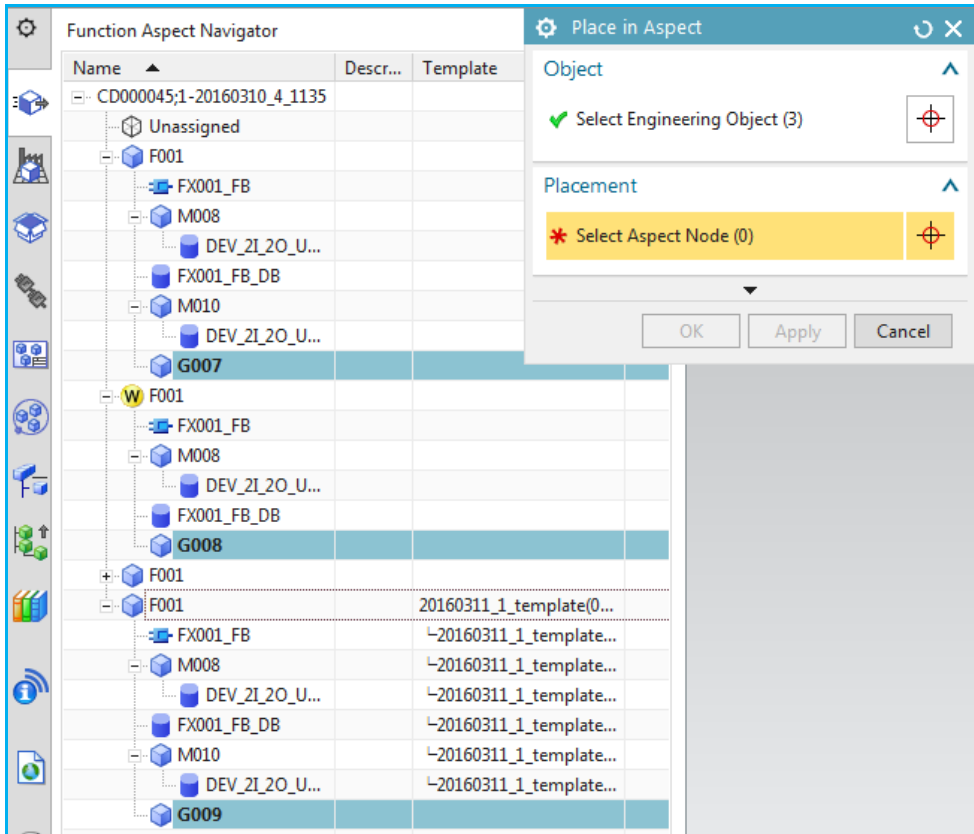 Function Aspect Navigator
Name Descr... Template
CD000045;1-20160310_4_1135
Unassigned
F001
FX001_FB
M008
DEV_2I_2O_U...
FX001_FB_DB
M010
DEV_2I_2O_U...
G007
W F001
FX001_FB
M008
DEV_2I_2O_U...
FX001_FB_DB
G008
F001
F001 20160311_1_template(0...
FX001_FB 20160311_1_template...
M008 20160311_1_template...
DEV_2I_2O_U... 20160311_1_template...
FX001_FB_DB 20160311_1_template...
M010 20160311_1_template...
DEV_2I_2O_U... 20160311_1_template...
G009
Place in Aspect
Object
Select Engineering Object (3)
Placement
Select Aspect Node (0)
OK Apply Cancel